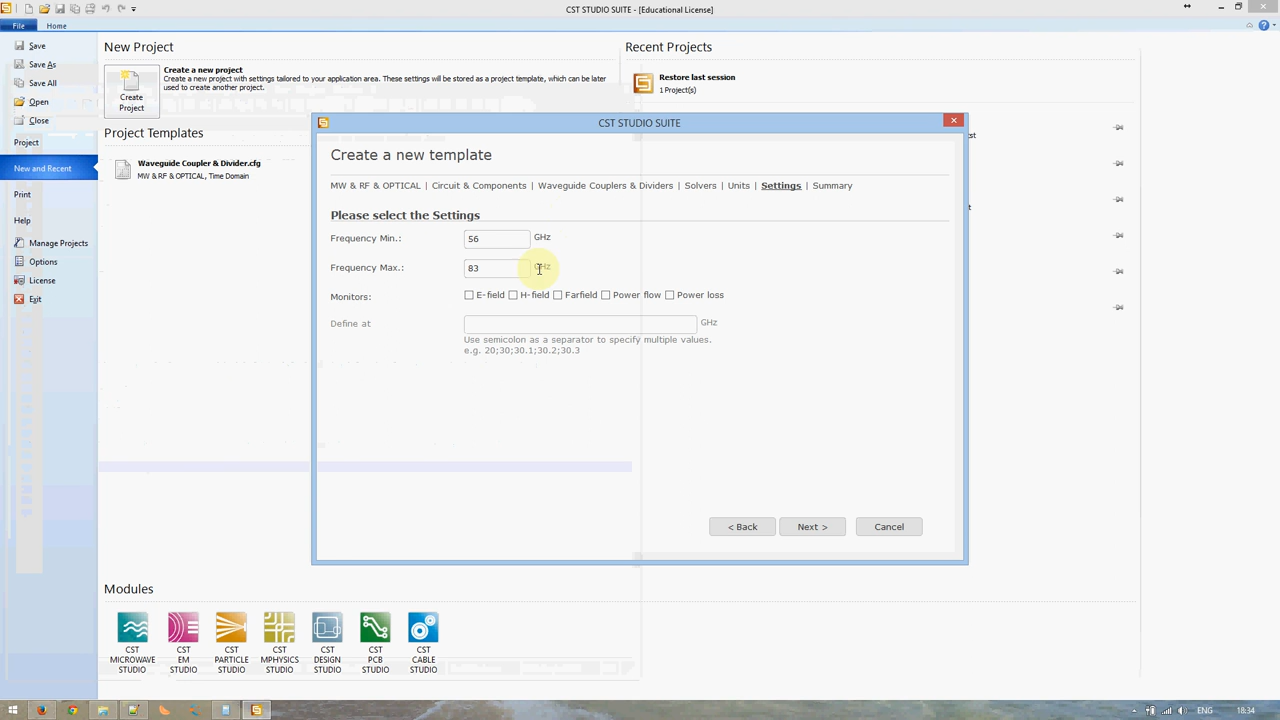 CST STUDIO SUITE - [Educational License]
File
Home
Save
Save As
Save All
Open
Close
Project
New and Recent
Print
Help
Manage Projects
Options
License
Exit
New Project
Create Project
Create a new project
Create a new project with settings tailored to your application area. These settings will be stored as a project template, which can be later
used to create another project.
Project Templates
Waveguide Coupler & Divider.cfg
MW & RF & OPTICAL, Time Domain
Recent Projects
Restore last session
1 Project(s)
st
t
CST STUDIO SUITE
Create a new template
MW & RF & OPTICAL | Circuit & Components | Waveguide Couplers & Dividers | Solvers | Units | Settings | Summary
Please select the Settings
Frequency Min.: 56 GHz
Frequency Max.: 83 GHz
Monitors: E-field H-field Farfield Power flow Power loss
Define at GHz
Use semicolon as a separator to specify multiple values.
e.g. 20;30;30.1;30.2;30.3
< Back Next > Cancel
Modules
CST MICROWAVE STUDIO
CST EM STUDIO
CST PARTICLE STUDIO
CST MPHYSICS STUDIO
CST DESIGN STUDIO
CST PCB STUDIO
CST CABLE STUDIO
ENG 18:34